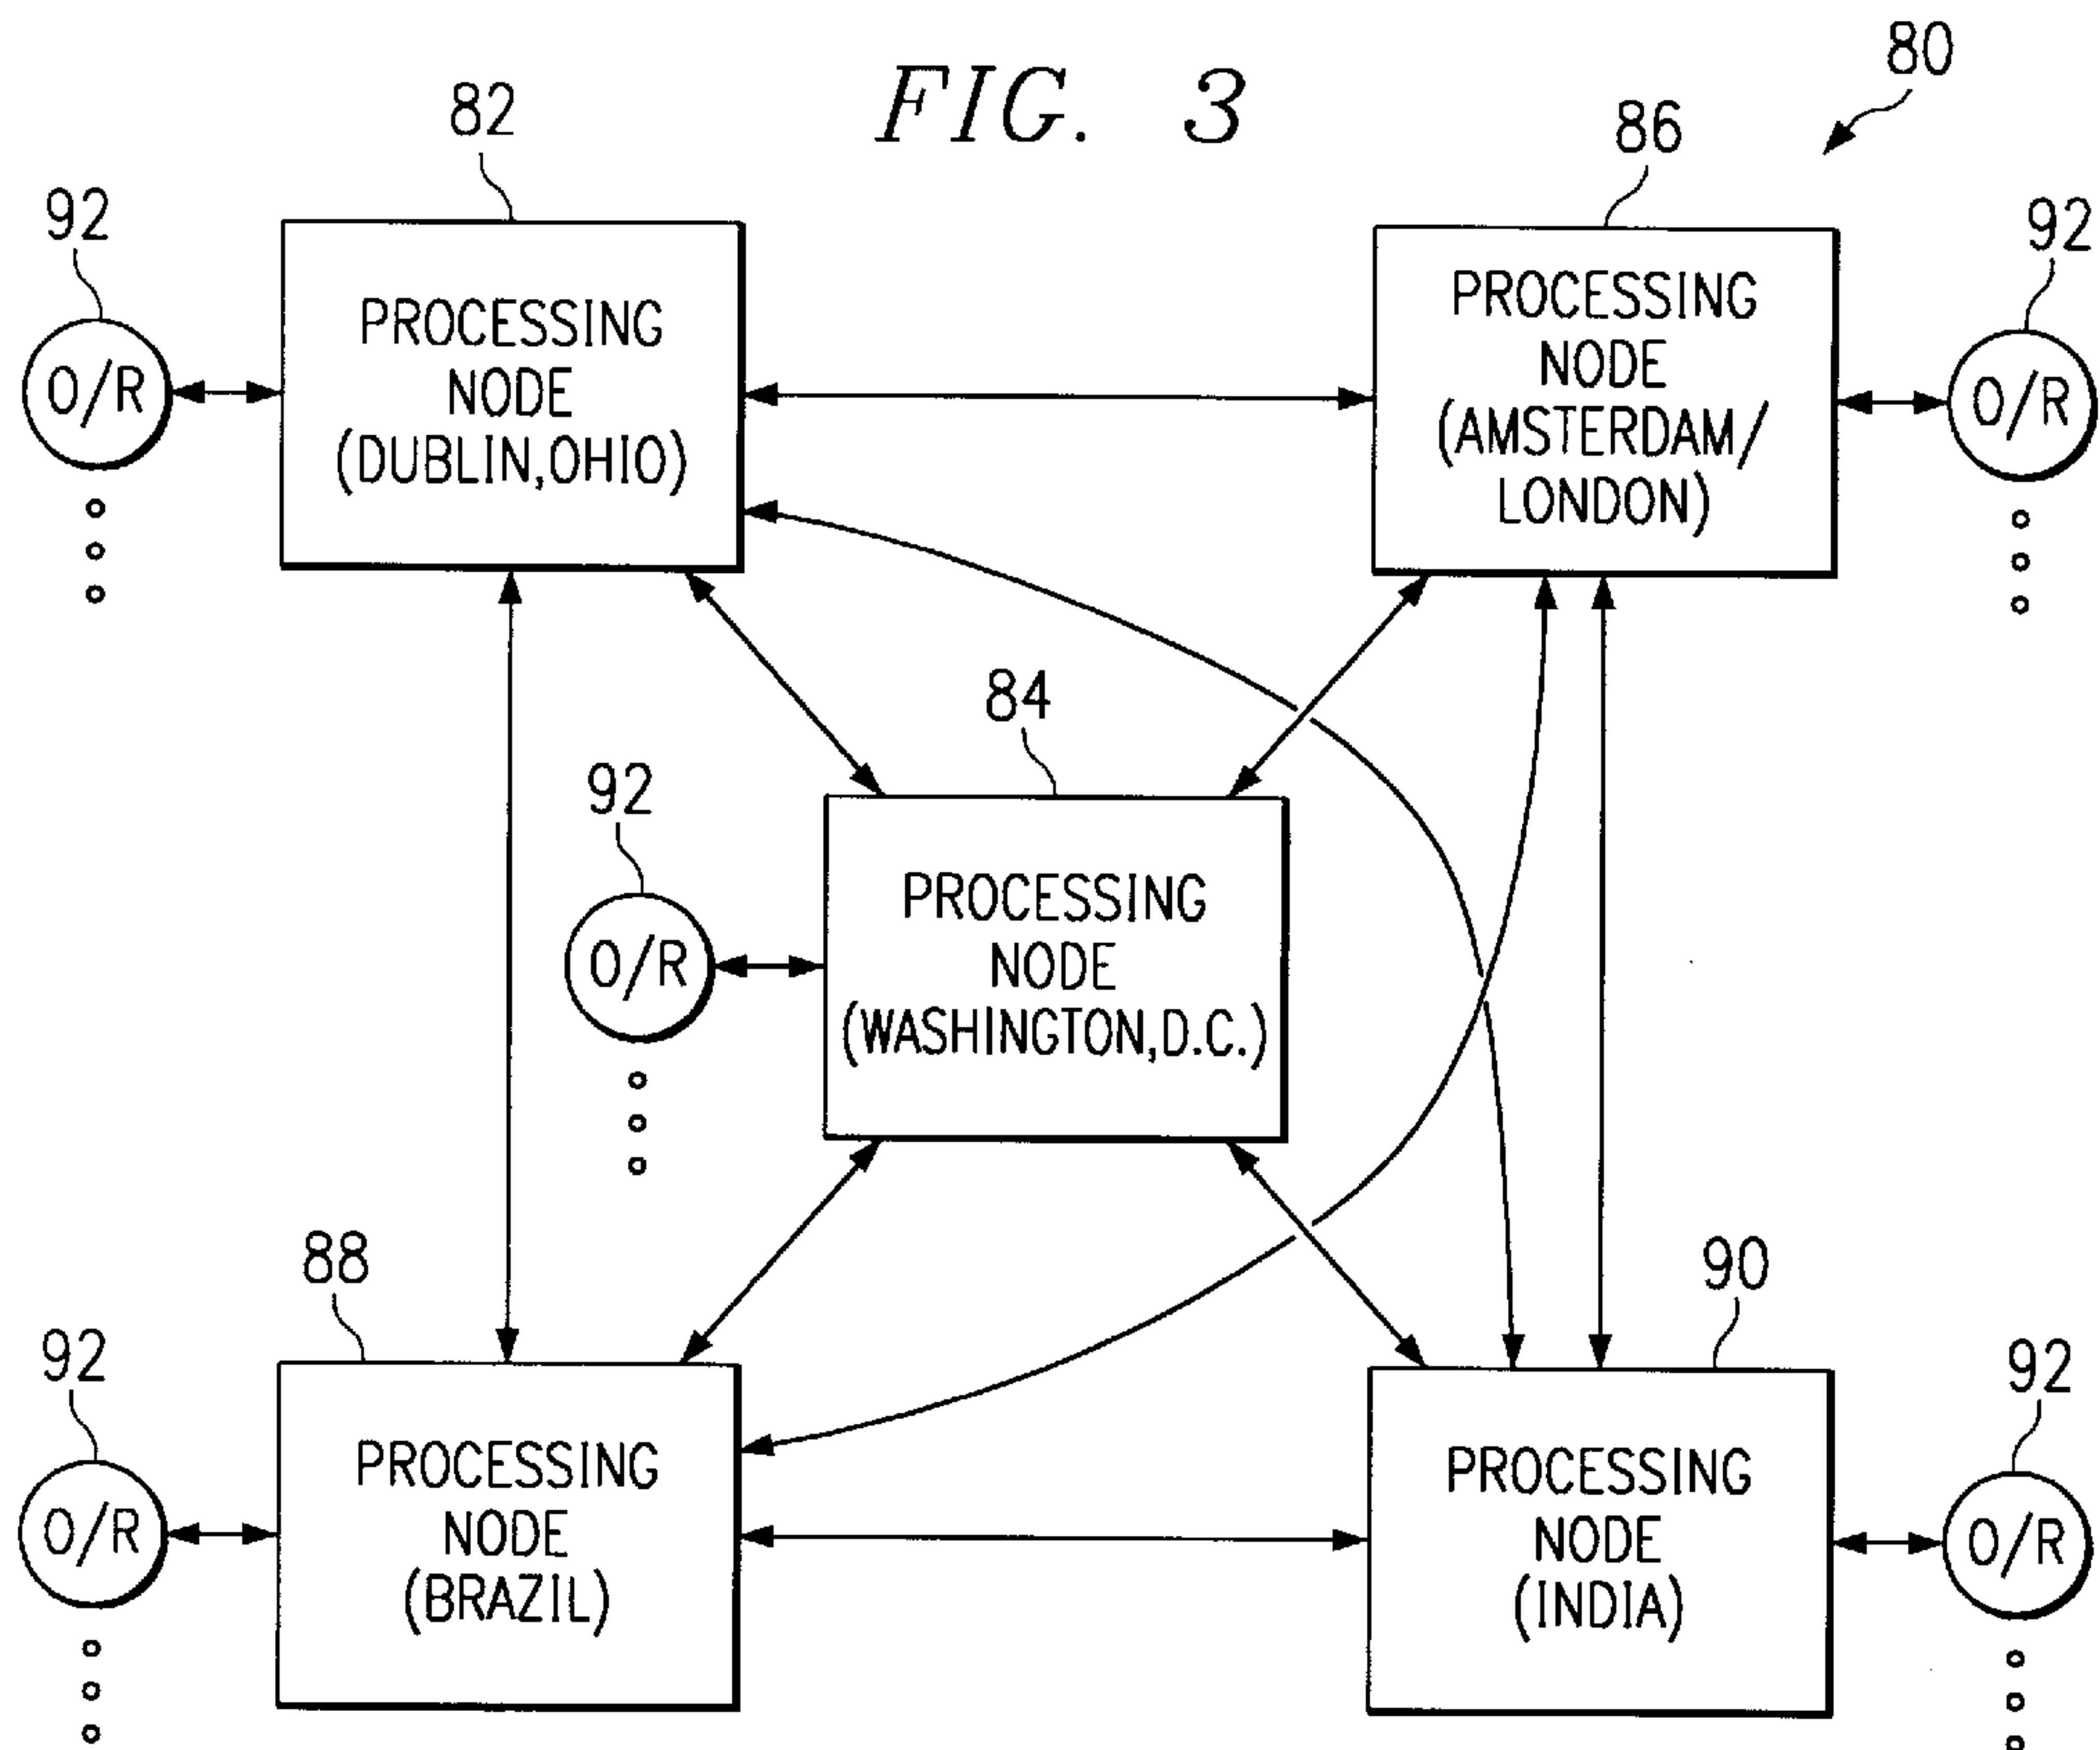 FIG. 3
80
82
86
92
92
PROCESSING
NODE
(DUBLIN,OHIO)
PROCESSING
NODE
(AMSTERDAM/
LONDON)
O/R
O/R
84
92
PROCESSING
NODE
(WASHINGTON,D.C.)
O/R
88
90
92
92
PROCESSING
NODE
(BRAZIL)
PROCESSING
NODE
(INDIA)
O/R
O/R